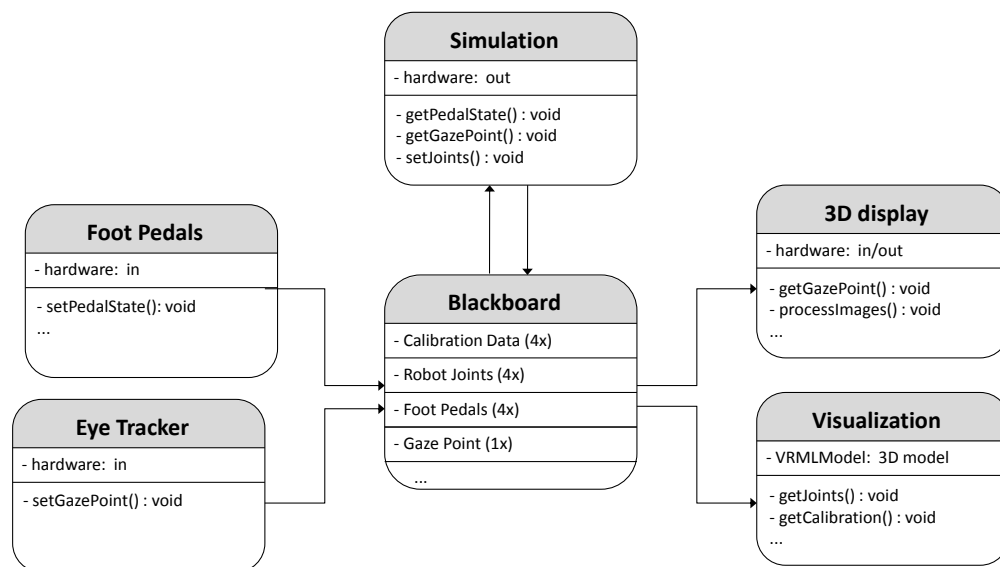 Simulation
- hardware:  out
- getPedalState() : void
- getGazePoint() : void
- setJoints() : void
Foot Pedals
- hardware:  in
- setPedalState(): void
...
Eye Tracker
- hardware:  in
- setGazePoint() : void
Blackboard
- Calibration Data (4x)
- Robot Joints (4x)
- Foot Pedals (4x)
- Gaze Point (1x)
...
3D display
- hardware:  in/out
- getGazePoint() : void
- processImages() : void
...
Visualization
- VRMLModel:  3D model
- getJoints() : void
- getCalibration() : void
...